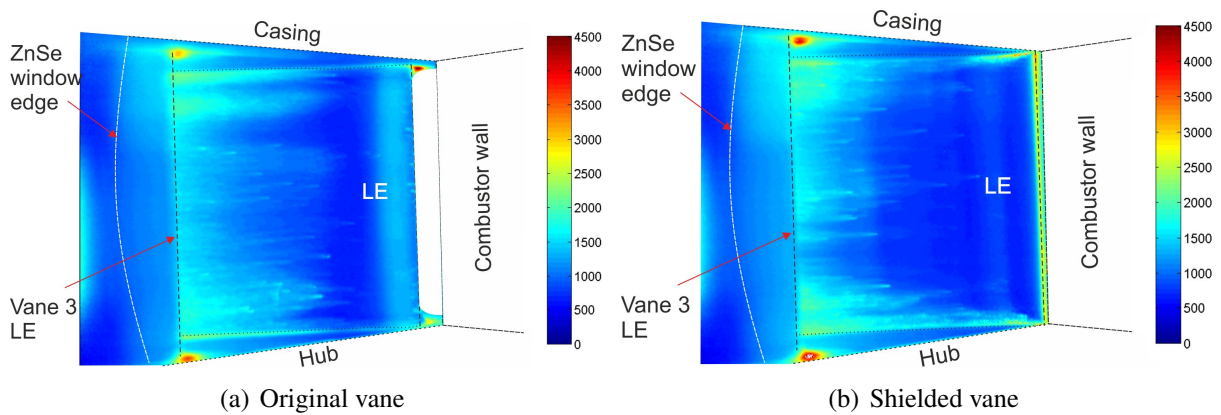 Casing
ZnSe
window
edge
LE
Combustor wall
Vane 3
LE
Hub
4500
4000
3500
3000
2500
2000
1500
1000
500
0
(a) Original vane
Casing
ZnSe
window
edge
LE
Combustor wall
Vane 3
LE
Hub
4500
4000
3500
3000
2500
2000
1500
1000
500
0
(b) Shielded vane